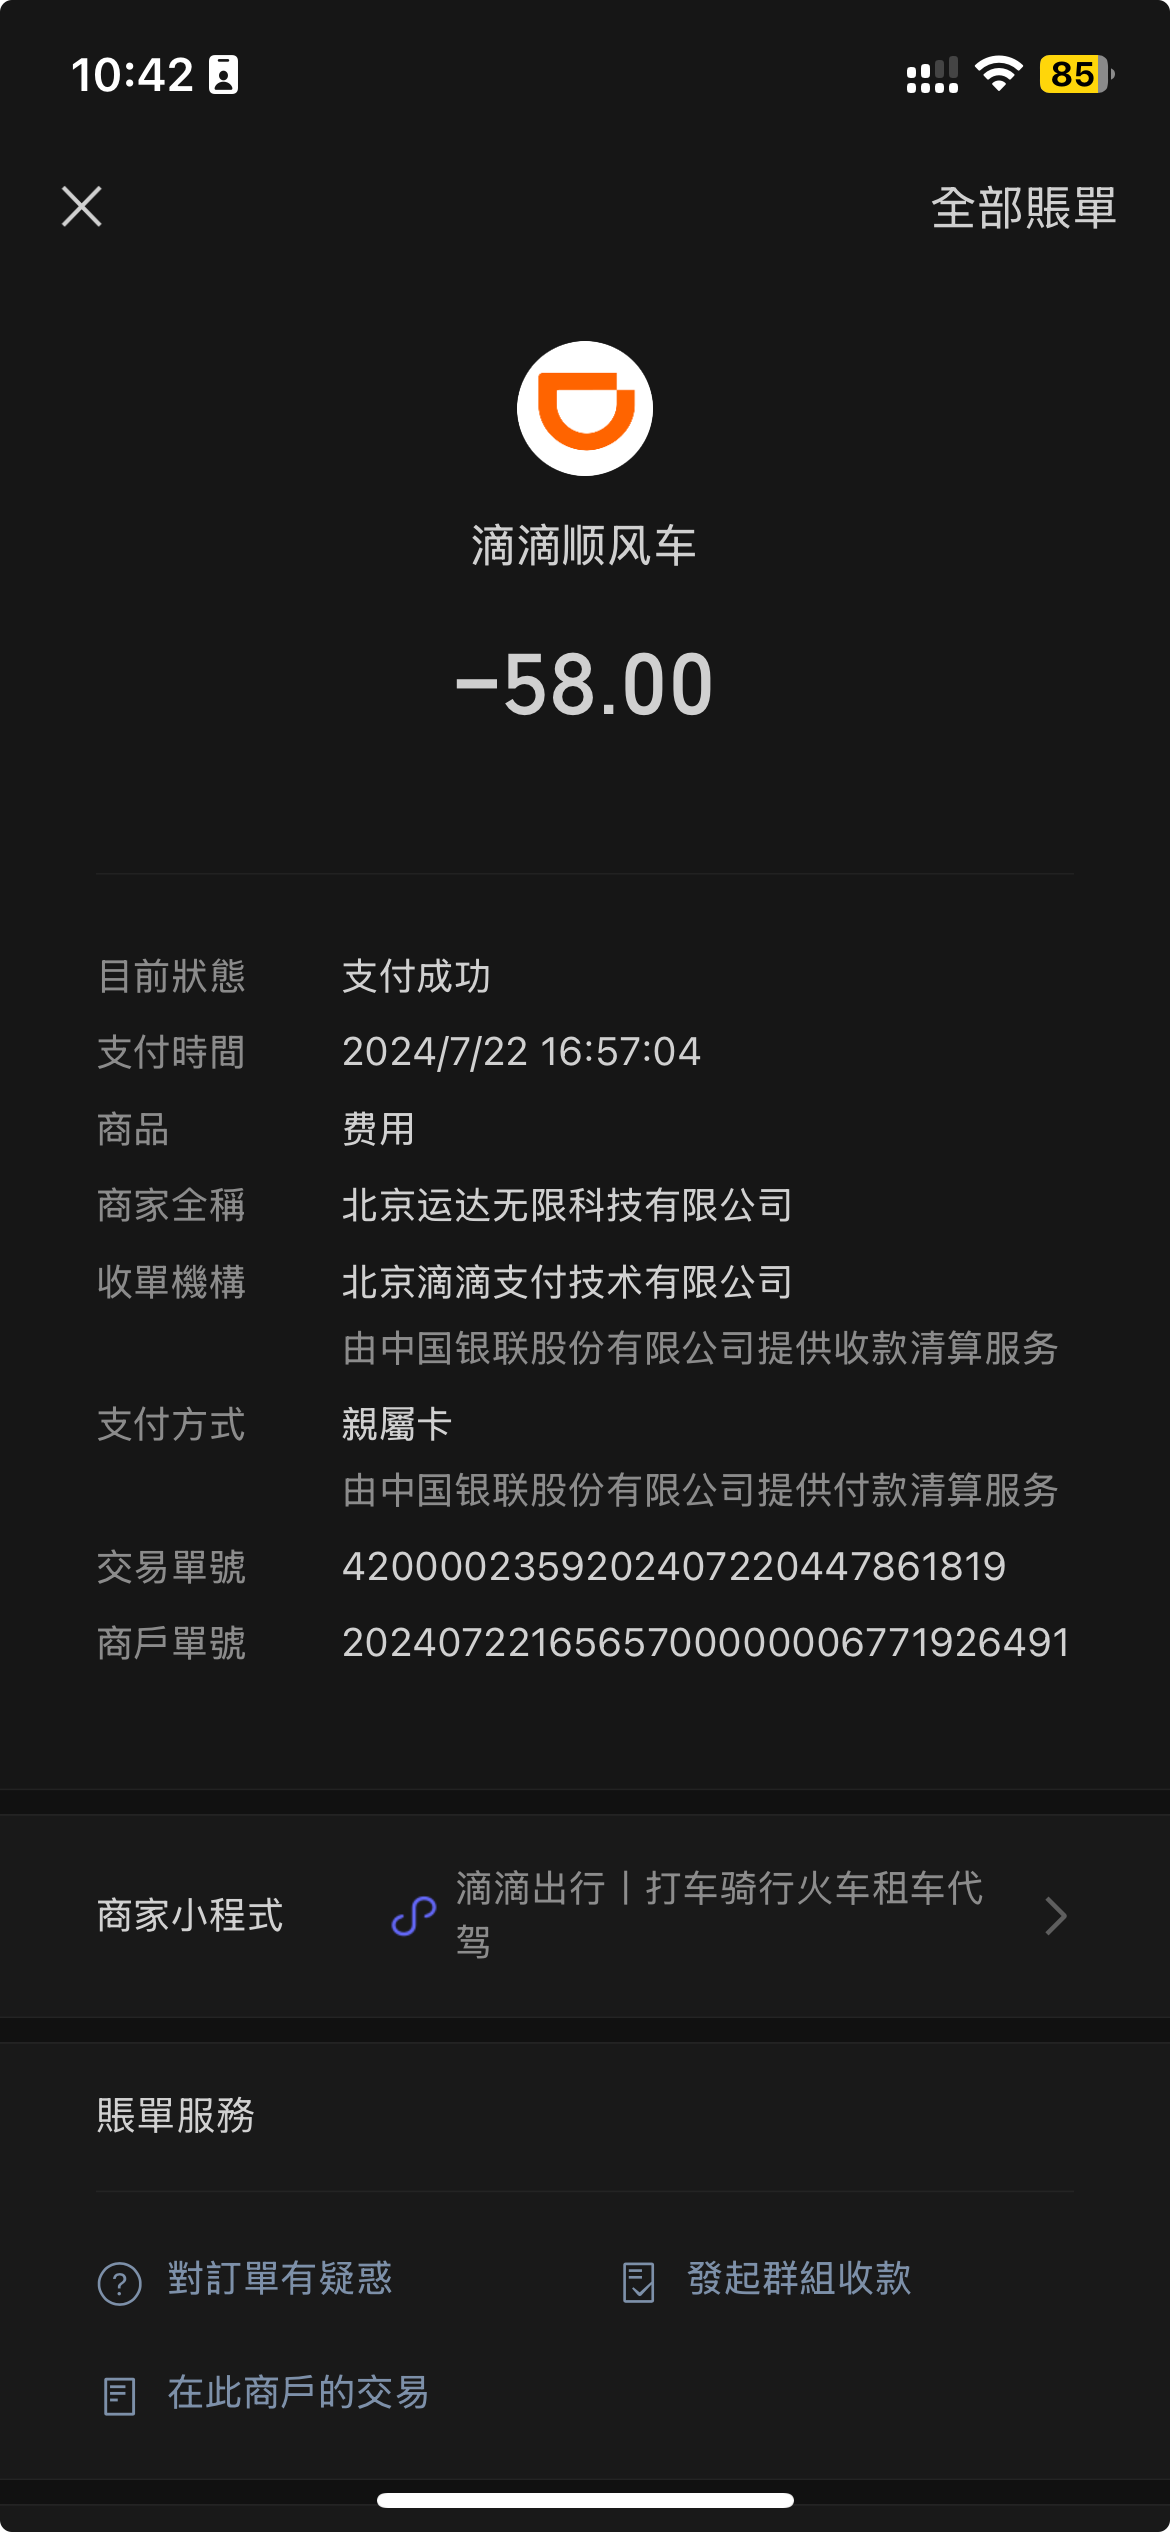 10:42
85
全部賬單
滴滴顺风车
-58.00
目前狀態 支付成功
支付時間 2024/7/22 16:57:04
商品 费用
商家全稱 北京运达无限科技有限公司
收單機構 北京滴滴支付技术有限公司
由中国银联股份有限公司提供收款清算服务
支付方式 親屬卡
由中国银联股份有限公司提供付款清算服务
交易單號 4200002359202407220447861819
商戶單號 2024072216565700000006771926491
商家小程式 滴滴出行丨打车骑行火车租车代
驾
賬單服務
對訂單有疑惑 發起群組收款
在此商戶的交易